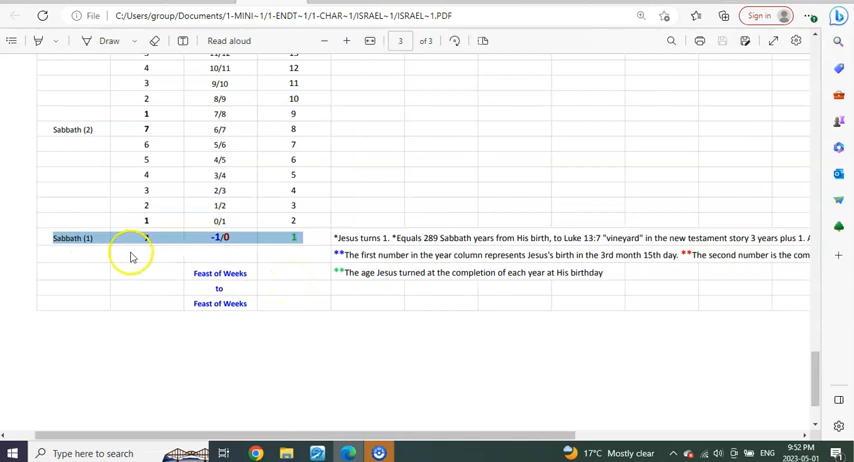 File
C:/Users/group/Documents/1-MINI~1/1-ENDT~1/1-CHAR~1/ISRAEL~1/ISRAEL~1.PDF
Sign in
Draw
Read aloud
3 of 3
4 10/11 12
3 9/10 11
2 8/9 10
1 7/8 9
Sabbath (2) 7 6/7 8
6 5/6 7
5 4/5 6
4 3/4 5
3 2/3 4
2 1/2 3
1 0/1 2
Sabbath (1) -1/0 1 *Jesus turns 1. *Equals 289 Sabbath years from His birth, to Luke 13:7 "vineyard" in the new testament story 3 years plus 1.
**The first number in the year column represents Jesus's birth in the 3rd month 15th day. **The second number is the com
Feast of Weeks **The age Jesus turned at the completion of each year at His birthday
to
Feast of Weeks
Type here to search
17°C Mostly clear
ENG
9:52 PM
2023-05-01